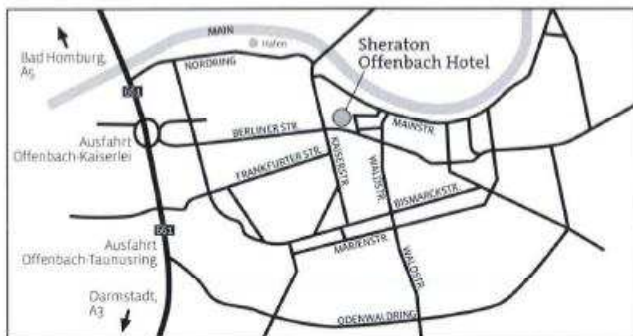 MAIN
Hafen
Sheraton
Offenbach Hotel
Bad Homburg,
A5
NORDRING
661
MAINSTR.
BERLINER STR.
Ausfahrt
Offenbach-Kaiserlei
KAISERSTR.
WALDSTR.
FRANKFURTER STR.
BISMARCKSTR.
661
MARIENSTR.
Ausfahrt
Offenbach-Taunusring
WALDSTR.
Darmstadt,
A3
ODENWALDRING